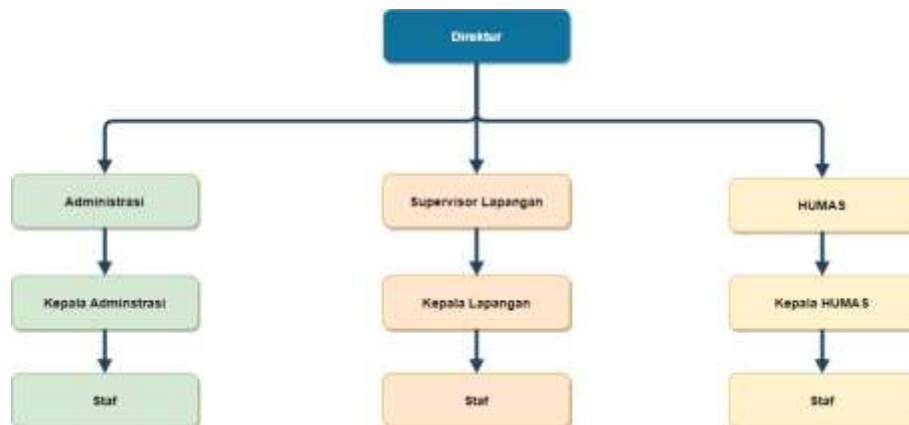 Direktur
Administrasi
Supervisor Lapangan
HUMAS
Kepala Adminstrasi
Kepala Lapangan
Kepala HUMAS
Staf
Staf
Staf